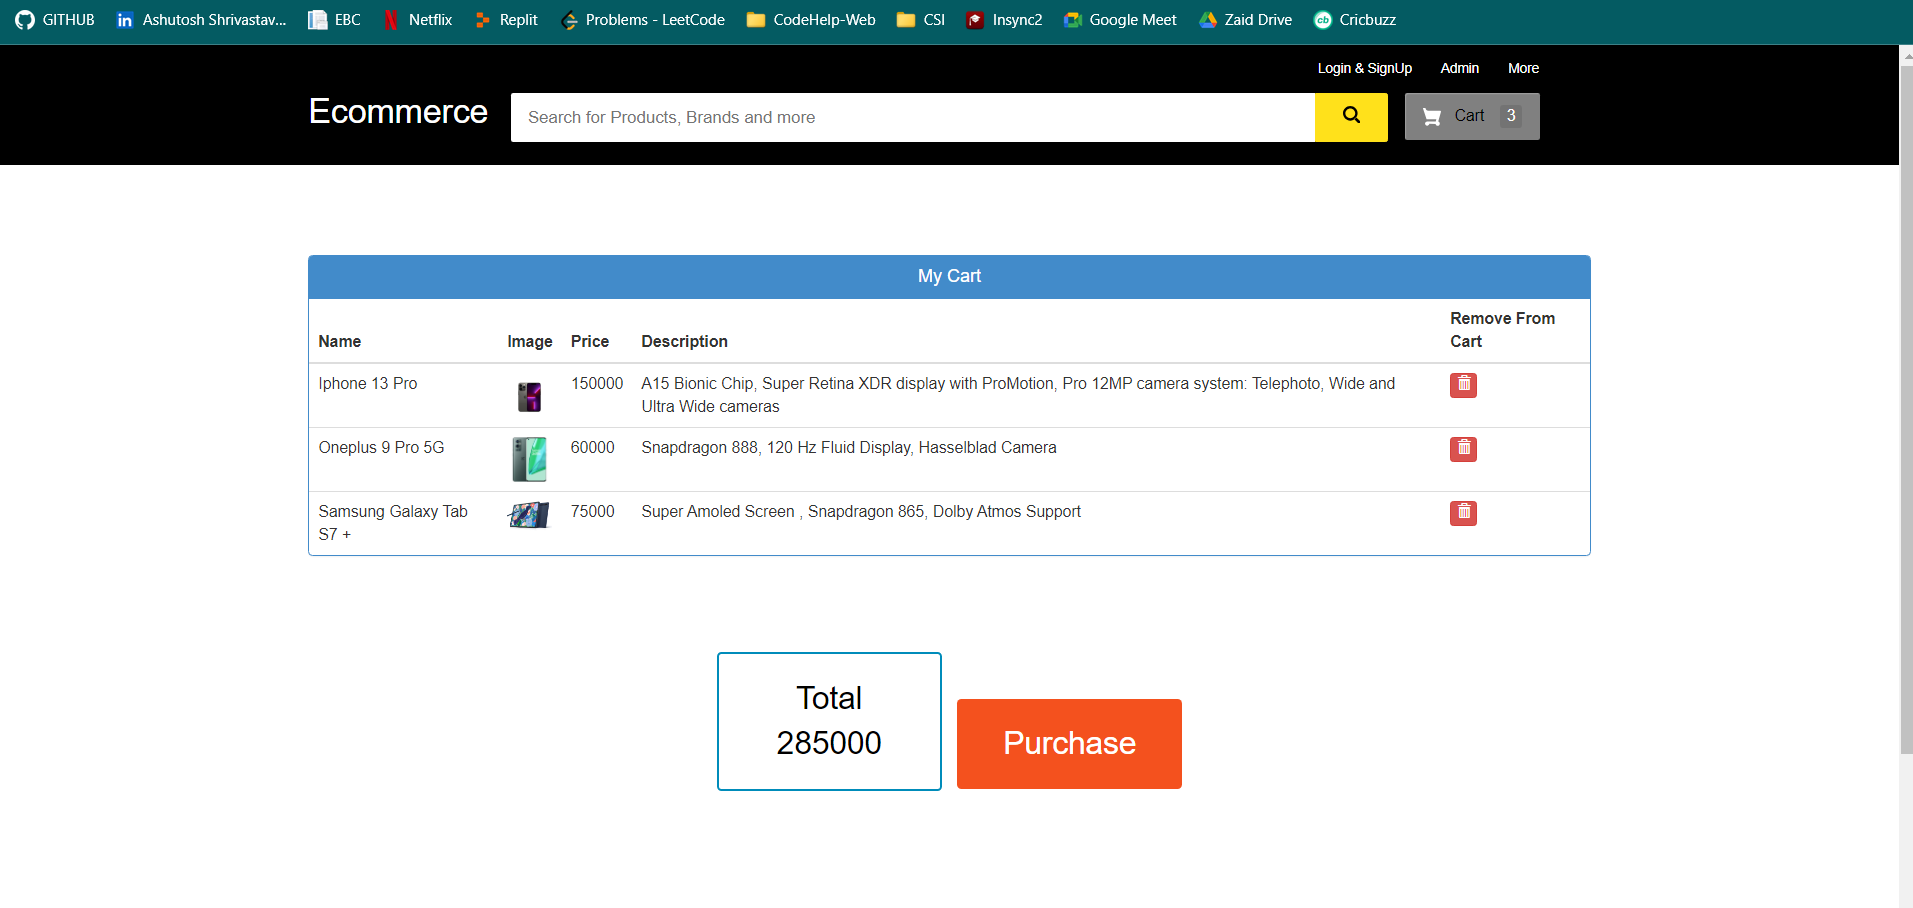 GITHUB Ashutosh Shrivastav... EBC Netflix Replit Problems - LeetCode CodeHelp-Web CSI Insync2 Google Meet Zaid Drive Cricbuzz
Login & SignUp Admin More
Ecommerce Search for Products, Brands and more Cart 3
My Cart
Name Image Price Description Remove From
Cart
Iphone 13 Pro 150000 A15 Bionic Chip, Super Retina XDR display with ProMotion, Pro 12MP camera system: Telephoto, Wide and
Ultra Wide cameras
Oneplus 9 Pro 5G 60000 Snapdragon 888, 120 Hz Fluid Display, Hasselblad Camera
Samsung Galaxy Tab 75000 Super Amoled Screen , Snapdragon 865, Dolby Atmos Support
S7 +
Total
285000
Purchase